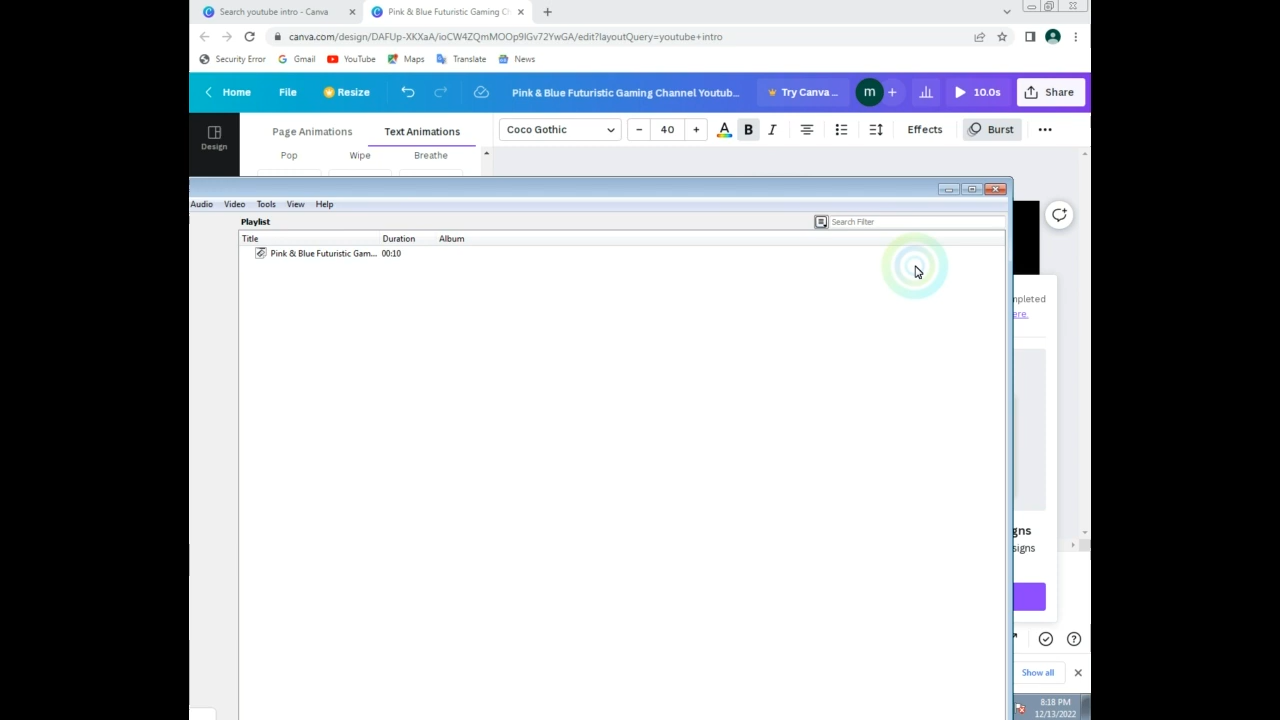 Search youtube intro - Canva
Pink & Blue Futuristic Gaming Ch
canva.com/design/DAFUp-XKXaA/ioCW4ZQmMOOp9IGv72YwGA/edit?layoutQuery=youtube+intro
Security Error Gmail YouTube Maps Translate News
Home File Resize Pink & Blue Futuristic Gaming Channel Youtub... Try Canva ... m + 10.0s Share
Design
Page Animations Text Animations
Coco Gothic - 40 + A B I Effects Burst
Pop Wipe Breathe
Audio Video Tools View Help
Playlist
Search Filter
Title Duration Album
Pink & Blue Futuristic Gam... 00:10
mpleted
ere.
gns
signs
Show all
8:18 PM
12/13/2022